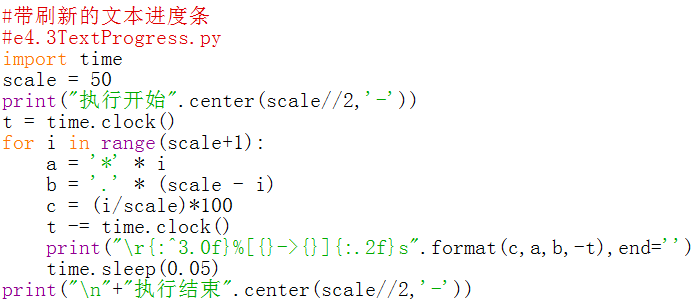 #带刷新的文本进度条
#e4.3TextProgress.py
import time
scale = 50
print("执行开始".center(scale//2,'-'))
t = time.clock()
for i in range(scale+1):
    a = '*' * i
    b = '.' * (scale - i)
    c = (i/scale)*100
    t -= time.clock()
    print("\r{:^3.0f}%[{}->{}]{:.2f}s".format(c,a,b,-t),end='')
    time.sleep(0.05)
print("\n"+"执行结束".center(scale//2,'-'))